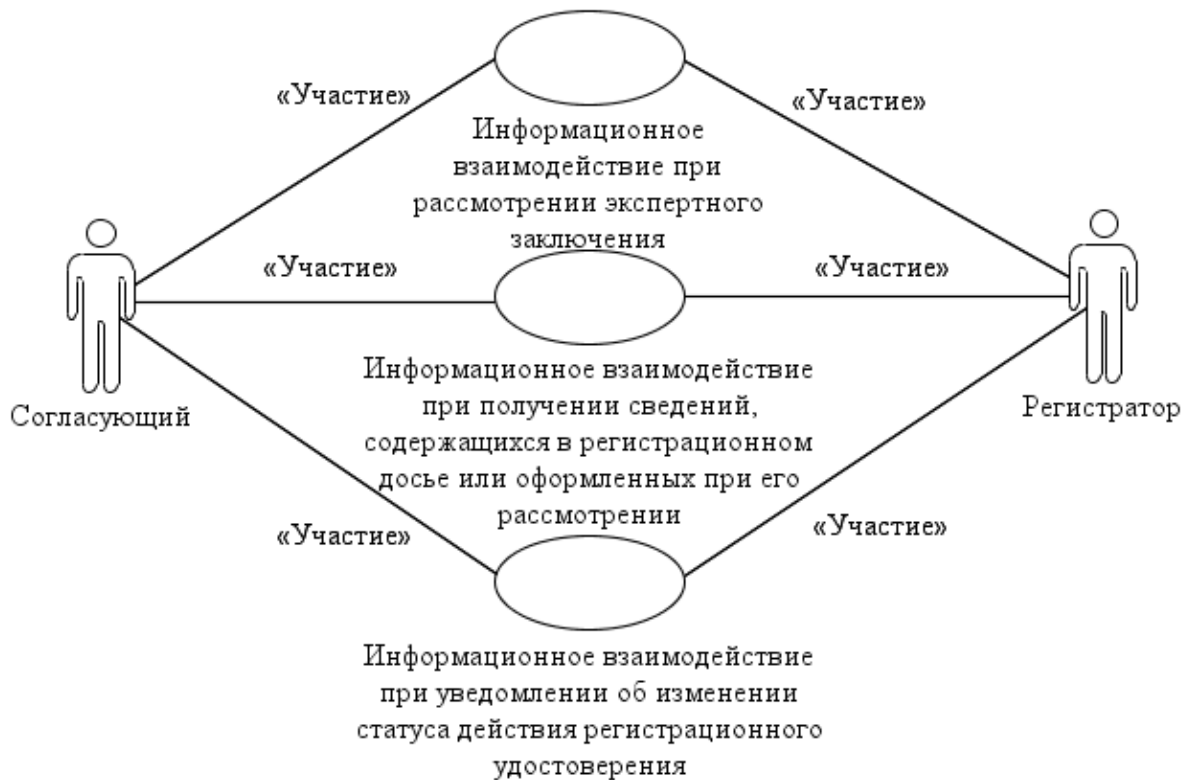 «Участие»
«Участие»
Информационное
взаимодействие при
рассмотрении экспертного
заключения
«Участие»
«Участие»
Согласующий
Регистратор
Информационное взаимодействие
при получении сведений,
содержащихся в регистрационном
досье или оформленных при его
рассмотрении
«Участие»
«Участие»
Информационное взаимодействие
при уведомлении об изменении
статуса действия регистрационного
удостоверения